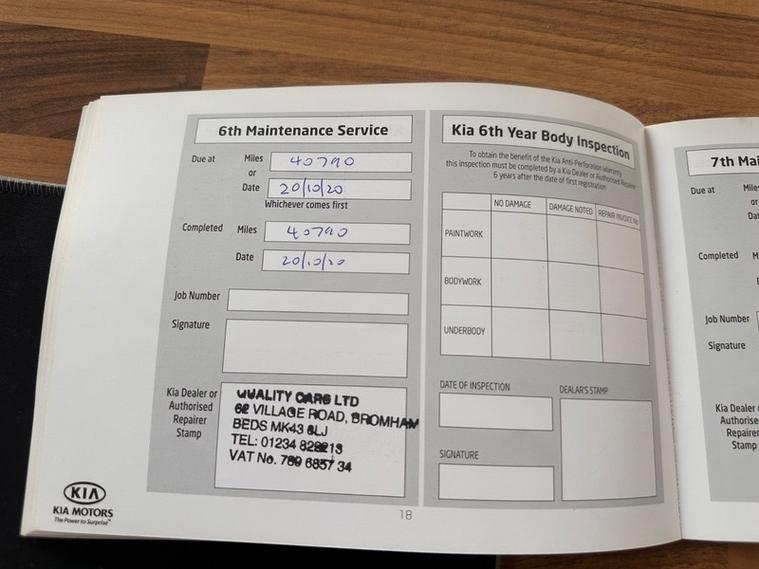 6th Maintenance Service
Due at Miles 40790
or
Date 20/10/20
Whichever comes first
Completed Miles 40790
Date 20/10/20
Job Number
Signature
Kia Dealer or
Authorised
Repairer
Stamp
QUALITY CARS LTD
62 VILLAGE ROAD, BROMHAM
BEDS MK43 8LJ
TEL: 01234
VAT No. 789 6857 34
KIA
KIA MOTORS
The Power to Surprise™
18
Kia 6th Year Body Inspection
To obtain the benefit of the Kia Anti-Perforation warranty
this inspection must be completed by a Kia Dealer or Authorised Repairer
6 years after the date of first registration
NO DAMAGE DAMAGE NOTED REPAIR INVOICE No
PAINTWORK
BODYWORK
UNDERBODY
DATE OF INSPECTION
DEALER'S STAMP
SIGNATURE
7th Mai
Due at Miles
or
Dat
Completed M
Job Number
Signature
Kia Dealer o
Authorise
Repairer
Stamp